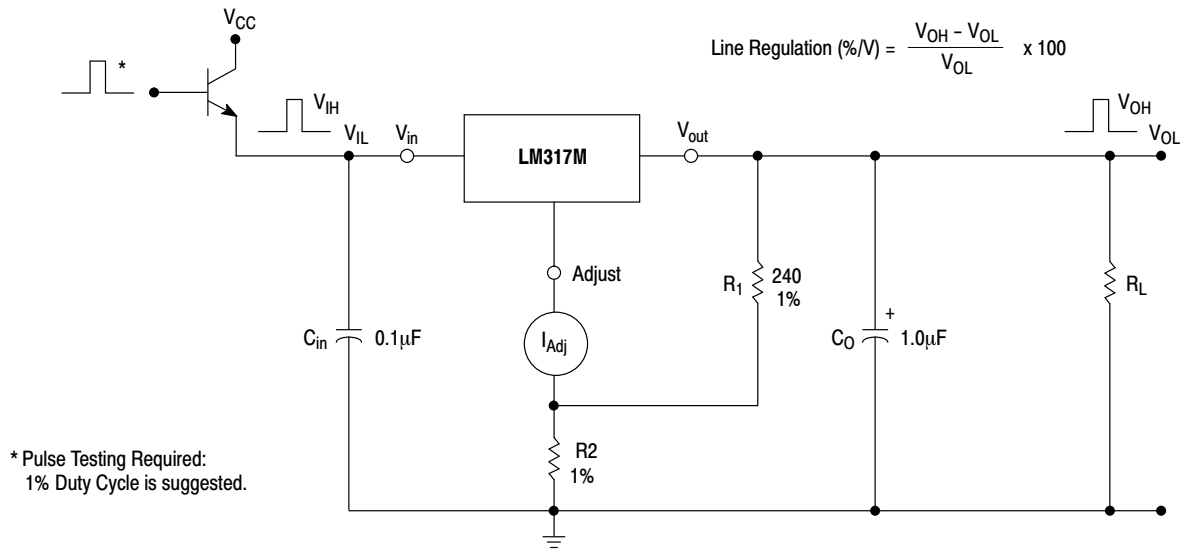 V_CC
Line Regulation (%/V) = V_OH – V_OL / V_OL x 100
*
V_IH
V_IL
V_in
LM317M
V_out
V_OH
V_OL
Adjust
R_1
240
1%
R_L
C_in
0.1μF
I_Adj
C_O
+
1.0μF
R2
1%
* Pulse Testing Required:
1% Duty Cycle is suggested.